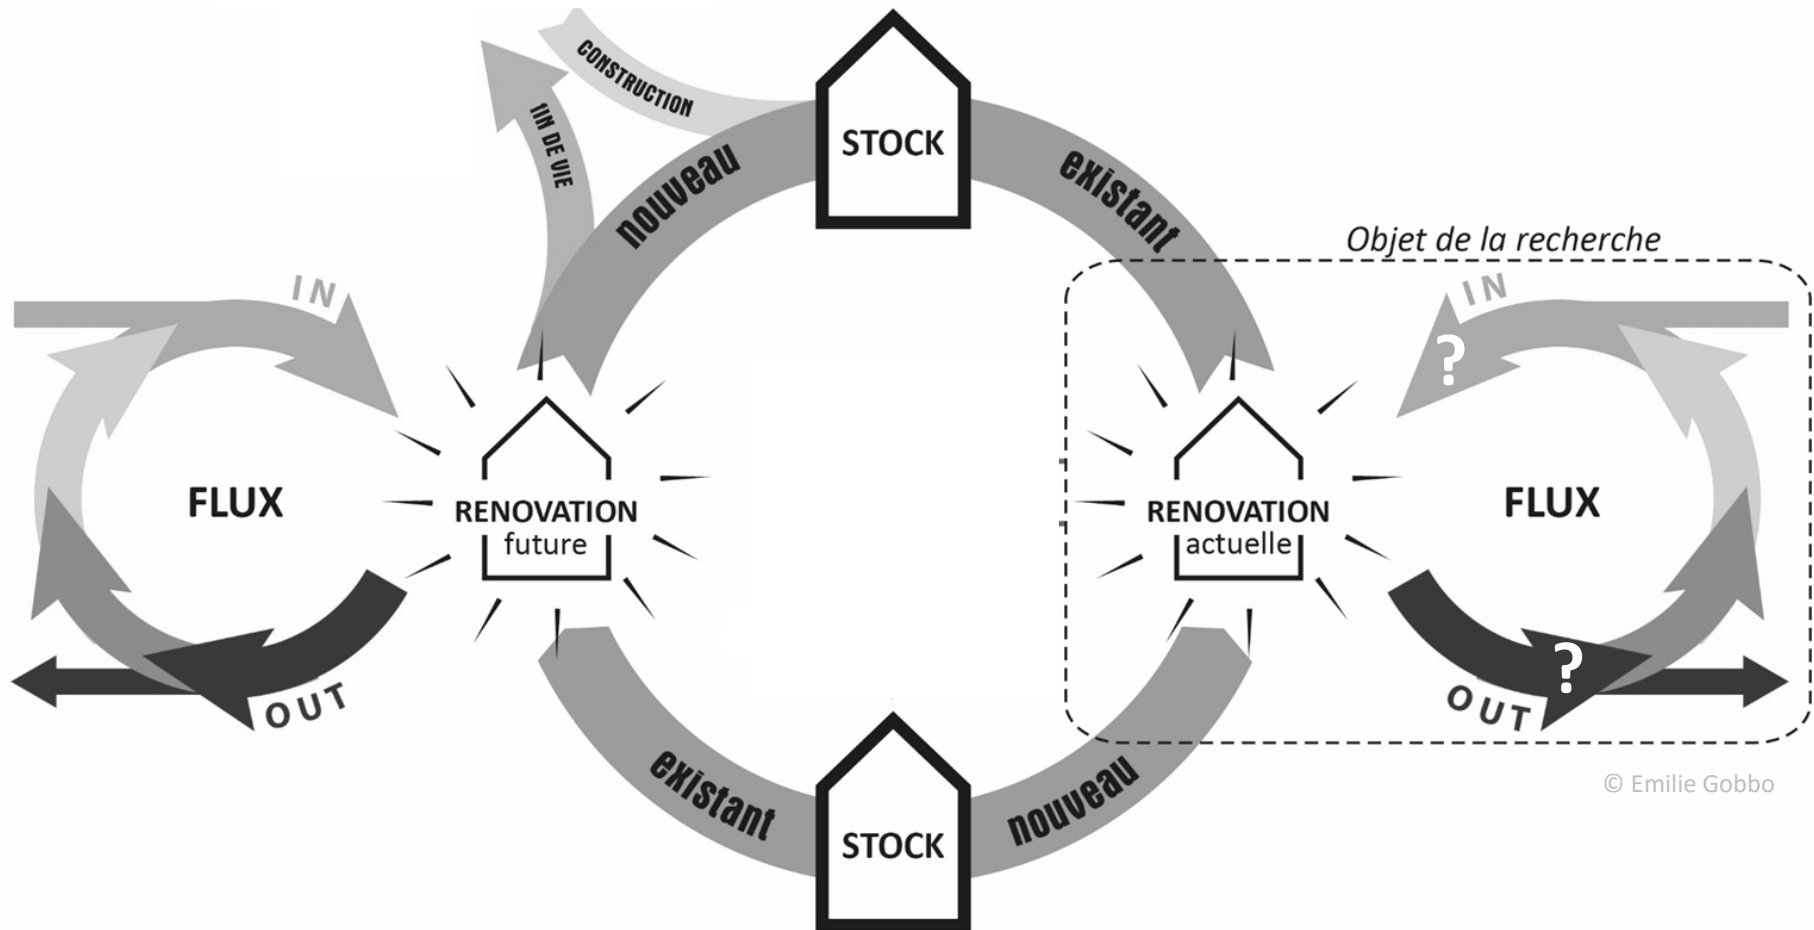 CONSTRUCTION
fIN DE VIE
nouveau
STOCK
existant
Objet de la recherche
IN
IN
?
FLUX
RENOVATION
future
RENOVATION
actuelle
FLUX
OUT
?
OUT
existant
STOCK
nouveau
© Emilie Gobbo